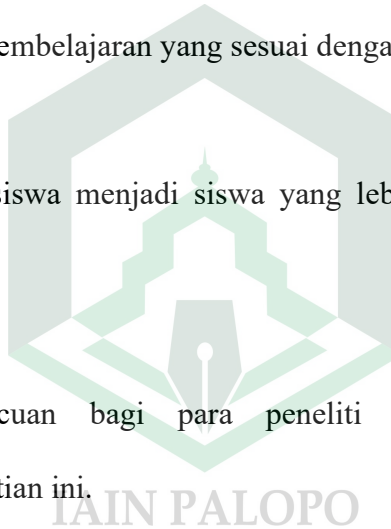 embelajaran yang sesuai denga
siswa menjadi siswa yang leb
cuan bagi para peneliti
tian ini.
IAIN PALOPO